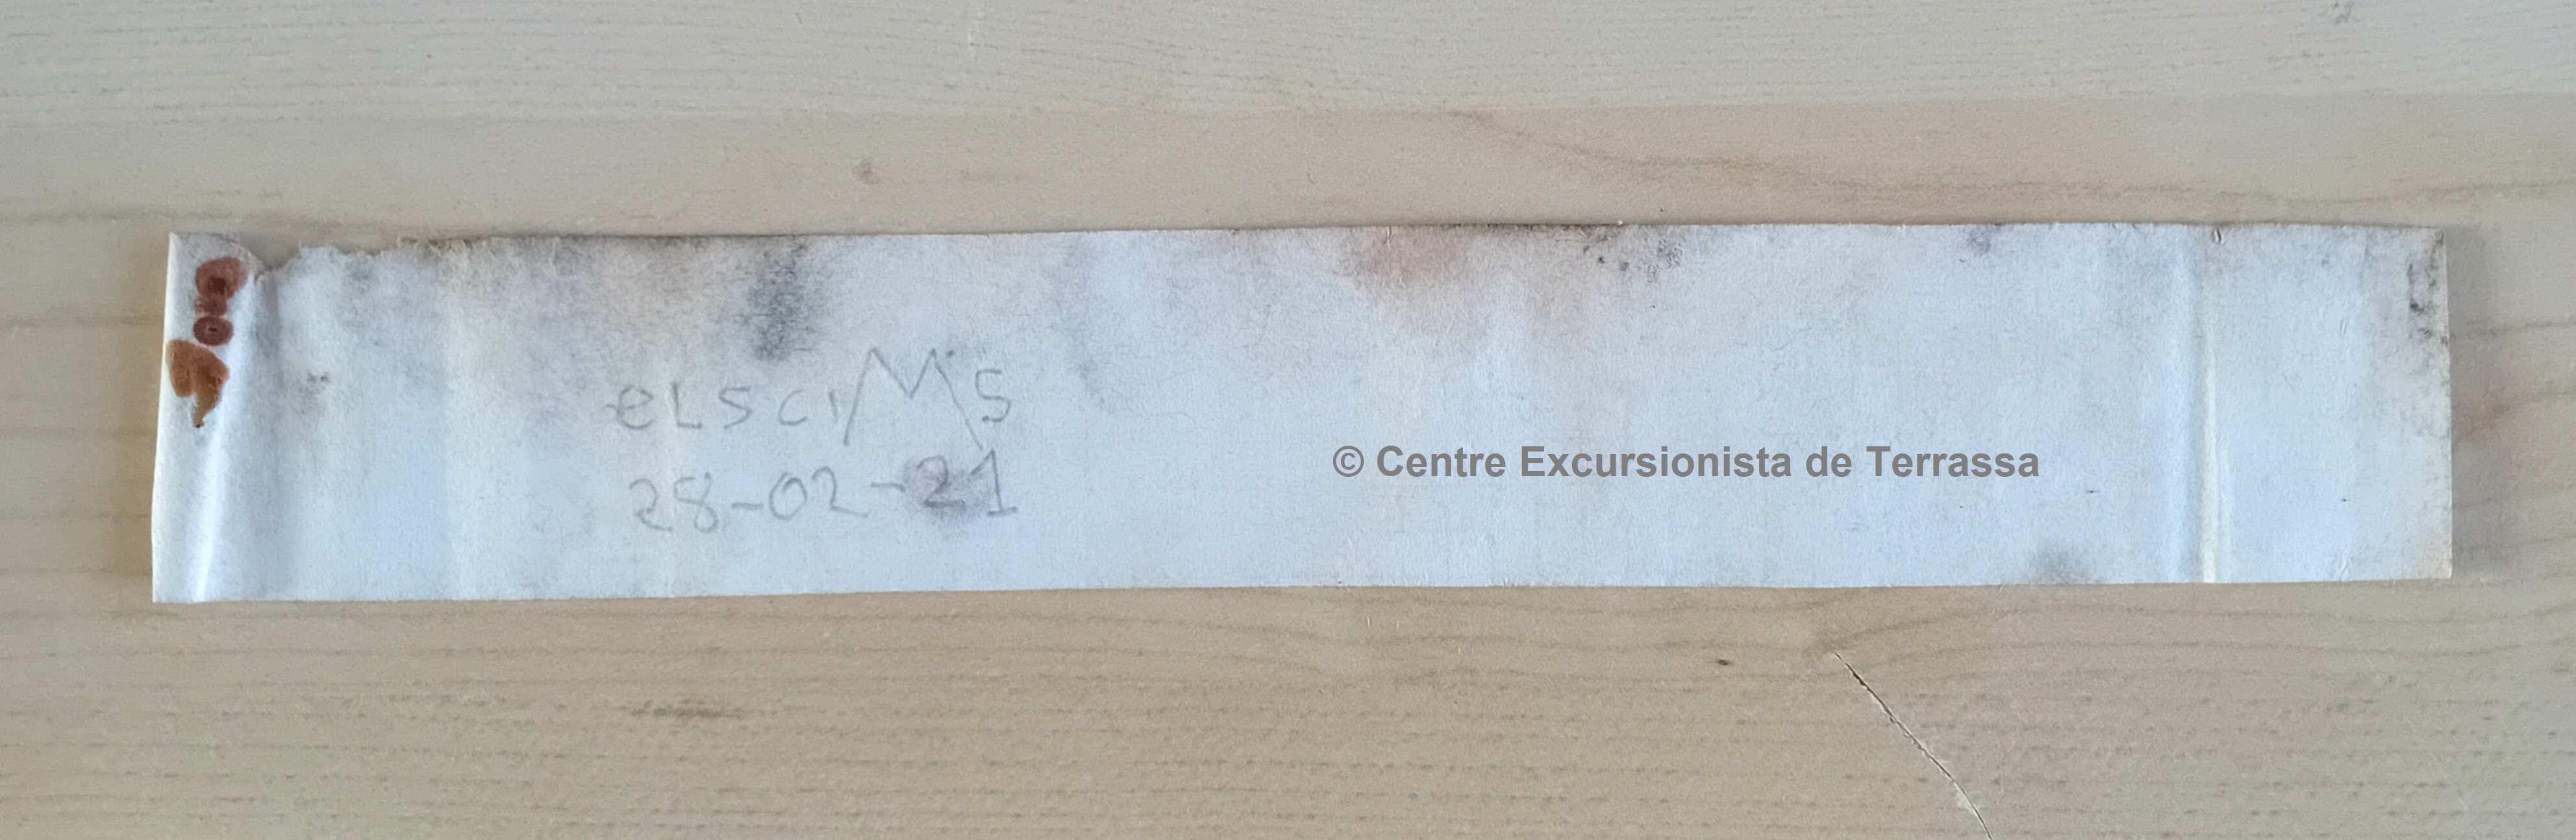 eLSciMS
28-02-21
© Centre Excursionista de Terrassa